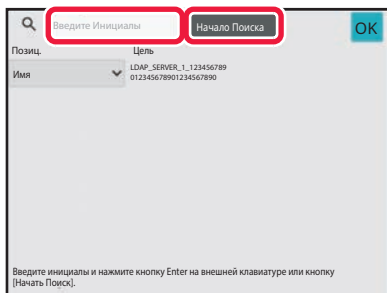 Введите Инициалы
Начало Поиска
OK
Позиц.
Цель
Имя
LDAP_SERVER_1_123456789
012345678901234567890
Введите инициалы и нажмите кнопку Enter на внешней клавиатуре или кнопку
[Начать Поиск].